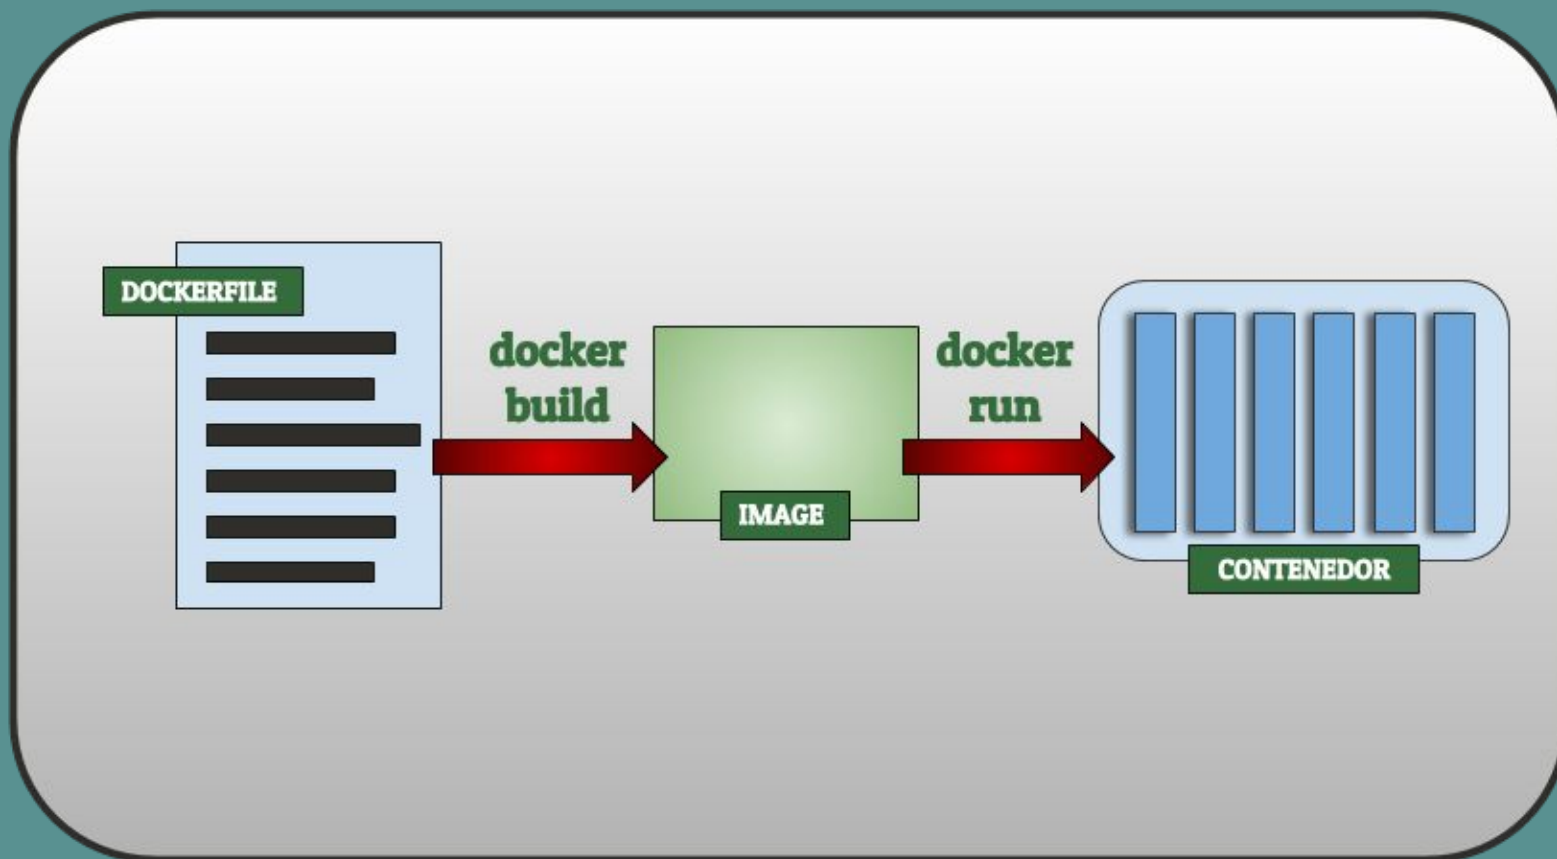 DOCKERFILE
docker
build
IMAGE
docker
run
CONTENEDOR